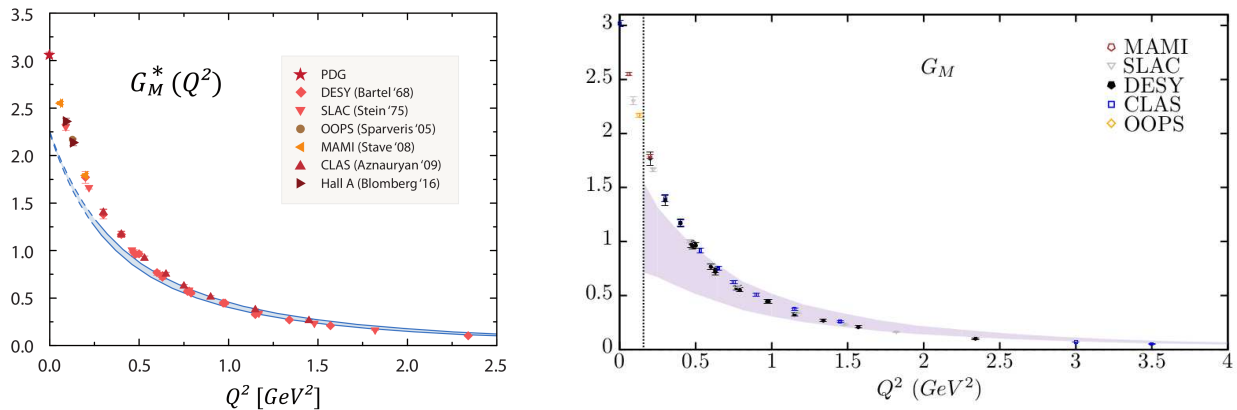 3.5
3.0
2.5
2.0
1.5
1.0
0.5
0.0
G*M(Q²)
PDG
DESY (Bartel '68)
SLAC (Stein '75)
OOPS (Sparveris '05)
MAMI (Stave '08)
CLAS (Aznauryan '09)
Hall A (Blomberg '16)
0.0 0.5 1.0 1.5 2.0 2.5
Q² [GeV²]
3
2.5
2
1.5
1
0.5
0
GM
MAMI
SLAC
DESY
CLAS
OOPS
0 0.5 1 1.5 2 2.5 3 3.5 4
Q² (GeV²)